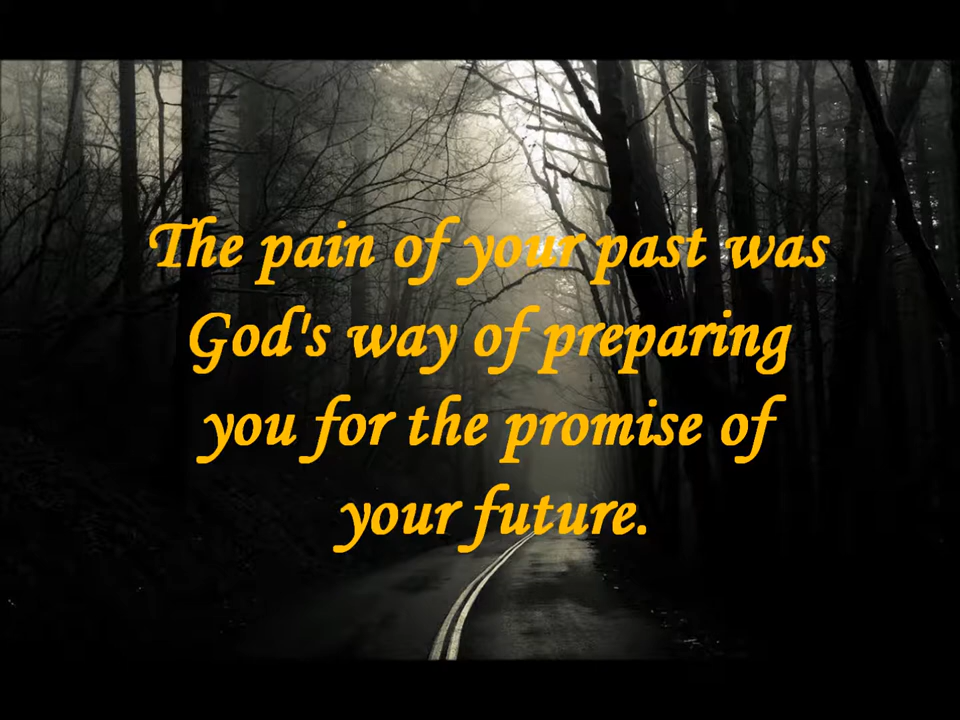 The pain of your past was
God's way of preparing
you for the promise of
your future.